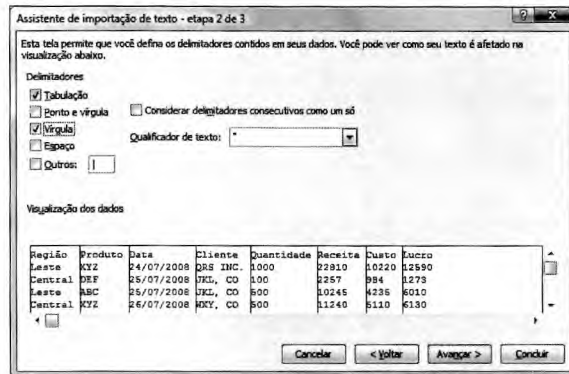 Assistente de importação de texto - etapa 2 de 3
Esta tela permite que você defina os delimitadores contidos em seus dados. Você pode ver como seu texto é afetado na
visualização abaixo.
Delimitadores
Tabulação
Ponto e vírgula
Vírgula
Espaço
Outros:
Considerar delimitadores consecutivos como um só
Qualificador de texto: "
Visualização dos dados
Região Produto Data Cliente Quantidade Receita Custo Lucro
Leste XYZ 24/07/2008 QRS INC. 1000 22810 10220 12590
Central DEF 25/07/2008 JKL, CO 100 2257 984 1273
Leste ABC 25/07/2008 JKL, CO 500 10245 4235 6010
Central XYZ 26/07/2008 WXY, CO 500 11240 5110 6130
Cancelar < Voltar Avançar > Concluir